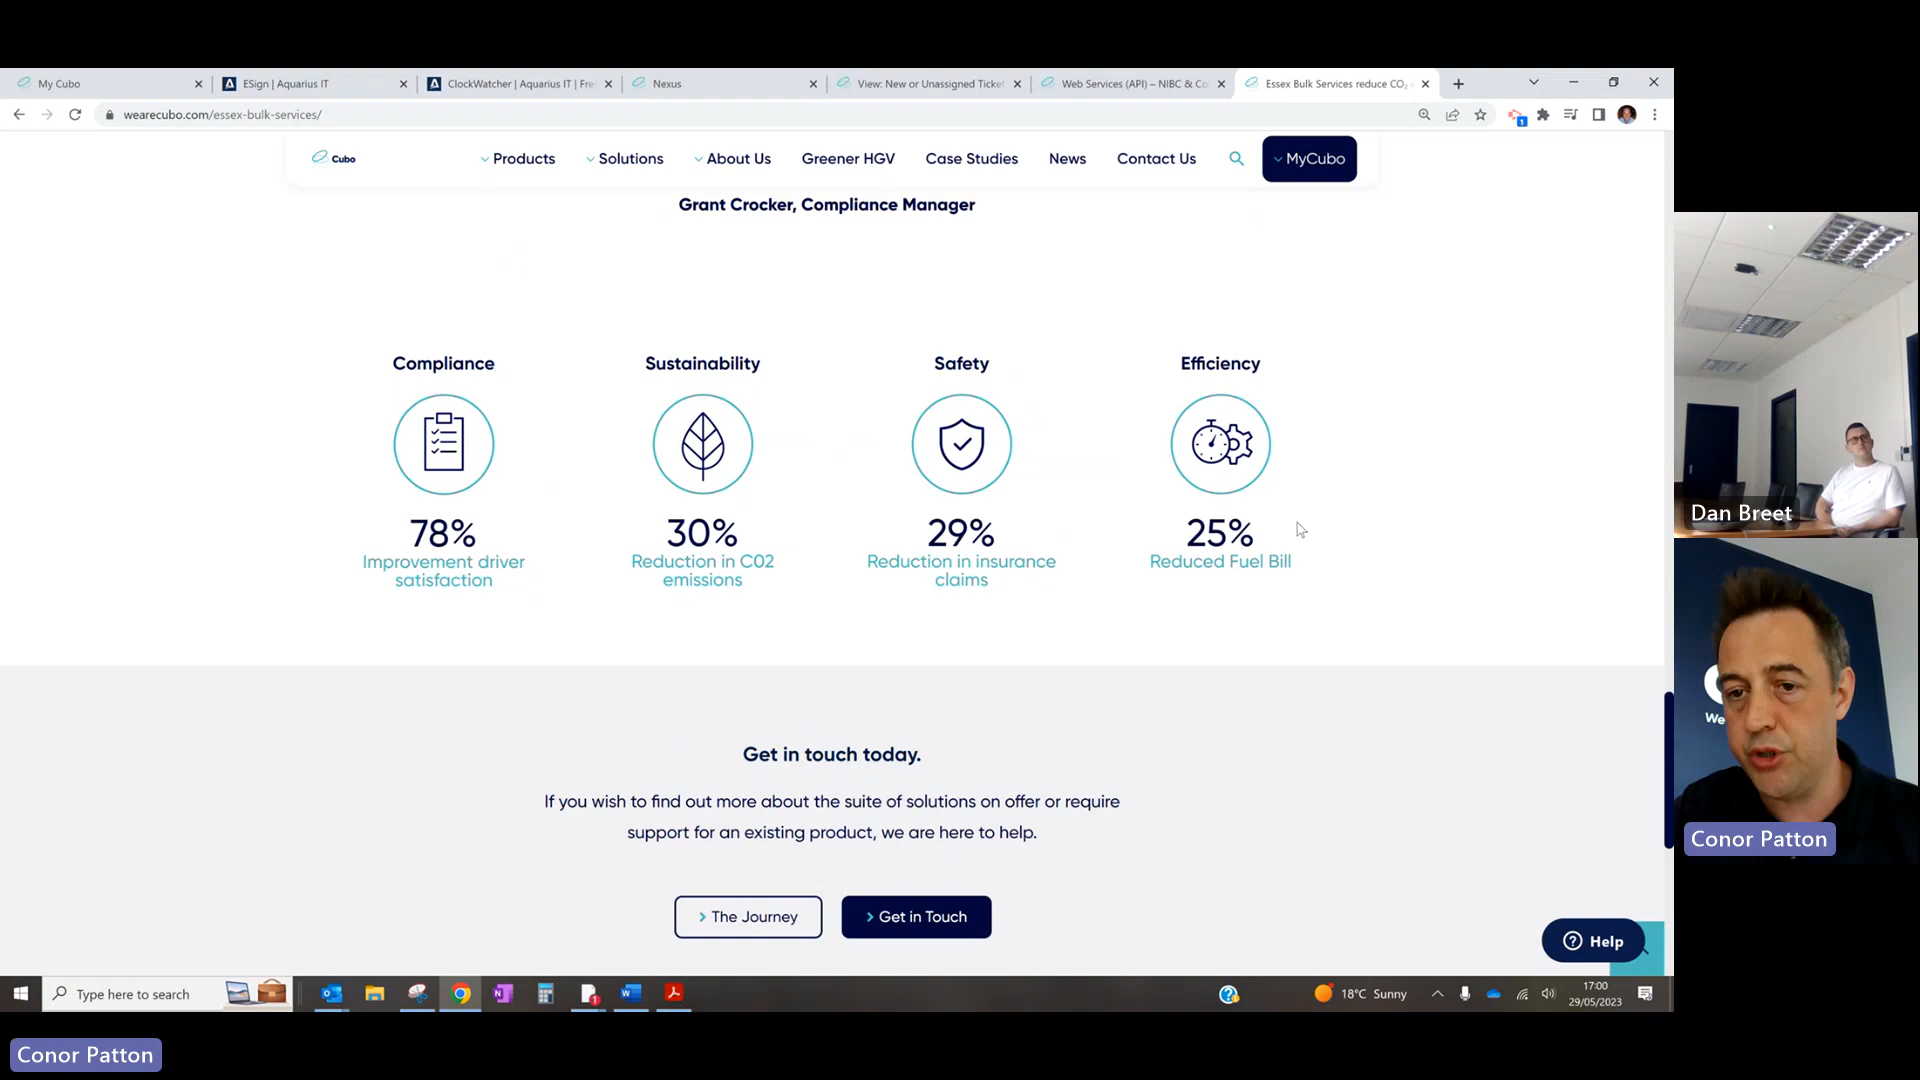 My Cubo
ESign | Aquarius IT
ClockWatcher | Aquarius IT | Fre
Nexus
View: New or Unassigned Ticket
Web Services (API) – NIBC & Co
Essex Bulk Services reduce CO₂
wearecubo.com/essex-bulk-services/
1
Cubo
Products
Solutions
About Us
Greener HGV
Case Studies
News
Contact Us
MyCubo
Grant Crocker, Compliance Manager
Compliance
Sustainability
Safety
Efficiency
78%
30%
29%
25%
Improvement driver
satisfaction
Reduction in C02
emissions
Reduction in insurance
claims
Reduced Fuel Bill
Get in touch today.
If you wish to find out more about the suite of solutions on offer or require
support for an existing product, we are here to help.
The Journey
Get in Touch
Help
Type here to search
18°C Sunny
17:00
29/05/2023
Dan Breet
We
Conor Patton
Conor Patton